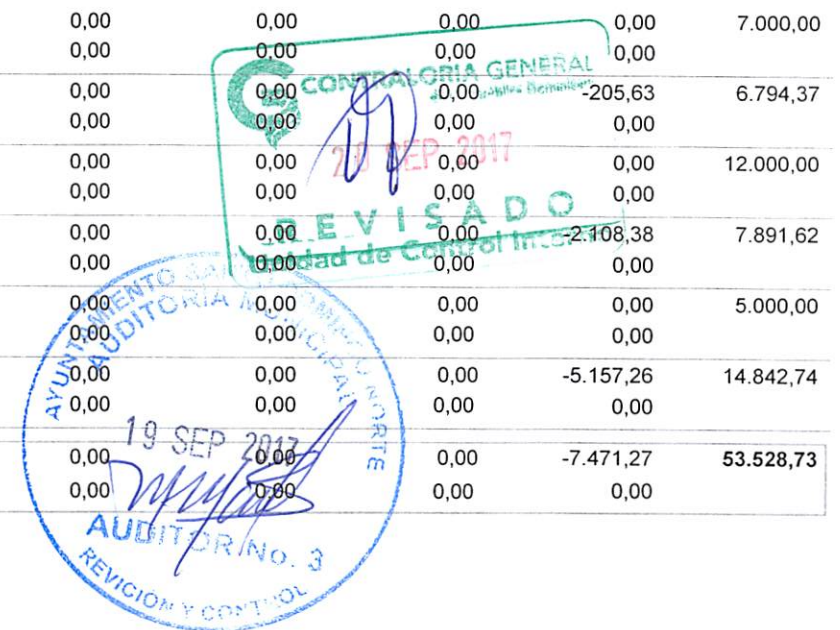 0,00 0,00 0,00 0,00 7.000,00
0,00 0,00 0,00 0,00
0,00 0,00 0,00 -205,63 6.794,37
0,00 0,00 0,00 0,00
0,00 0,00 0,00 0,00 12.000,00
0,00 0,00 0,00 0,00
0,00 0,00 0,00 -2.108,38 7.891,62
0,00 0,00 0,00 0,00
0,00 0,00 0,00 0,00 5.000,00
0,00 0,00 0,00 0,00
0,00 0,00 0,00 -5.157,26 14.842,74
0,00 0,00 0,00 0,00
0,00 0,00 0,00 -7.471,27 53.528,73
0,00 0,00 0,00 0,00
CONTRALORIA GENERAL
SEP 2017
REVISADO
Unidad de Control Interno
AYUNTAMIENTO SANTO DOMINGO NORTE
AUDITORIA MUNICIPAL
19 SEP 2017
AUDITOR No. 3
REVICION Y CONTROL